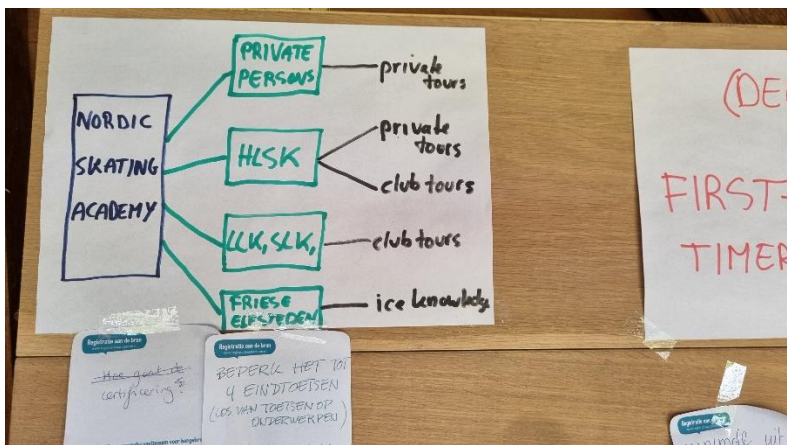 NORDIC
SKATING
ACADEMY
PRIVATE
PERSONS
private
tours
HLSK
private
tours
club tours
LLK, SLK,
club tours
FRIESE
ELFSTEDEN
ice knowledge
(DE
FIRST-
TIMER
Registratie aan de bron
Hoe gaat de
certificering?
Registratie aan de bron
BEPERK HET TOT
4 EINDTOETSEN
(LOS VAN TOETSEN OP
ONDERWERPEN)
Registratie aan de bron
uit